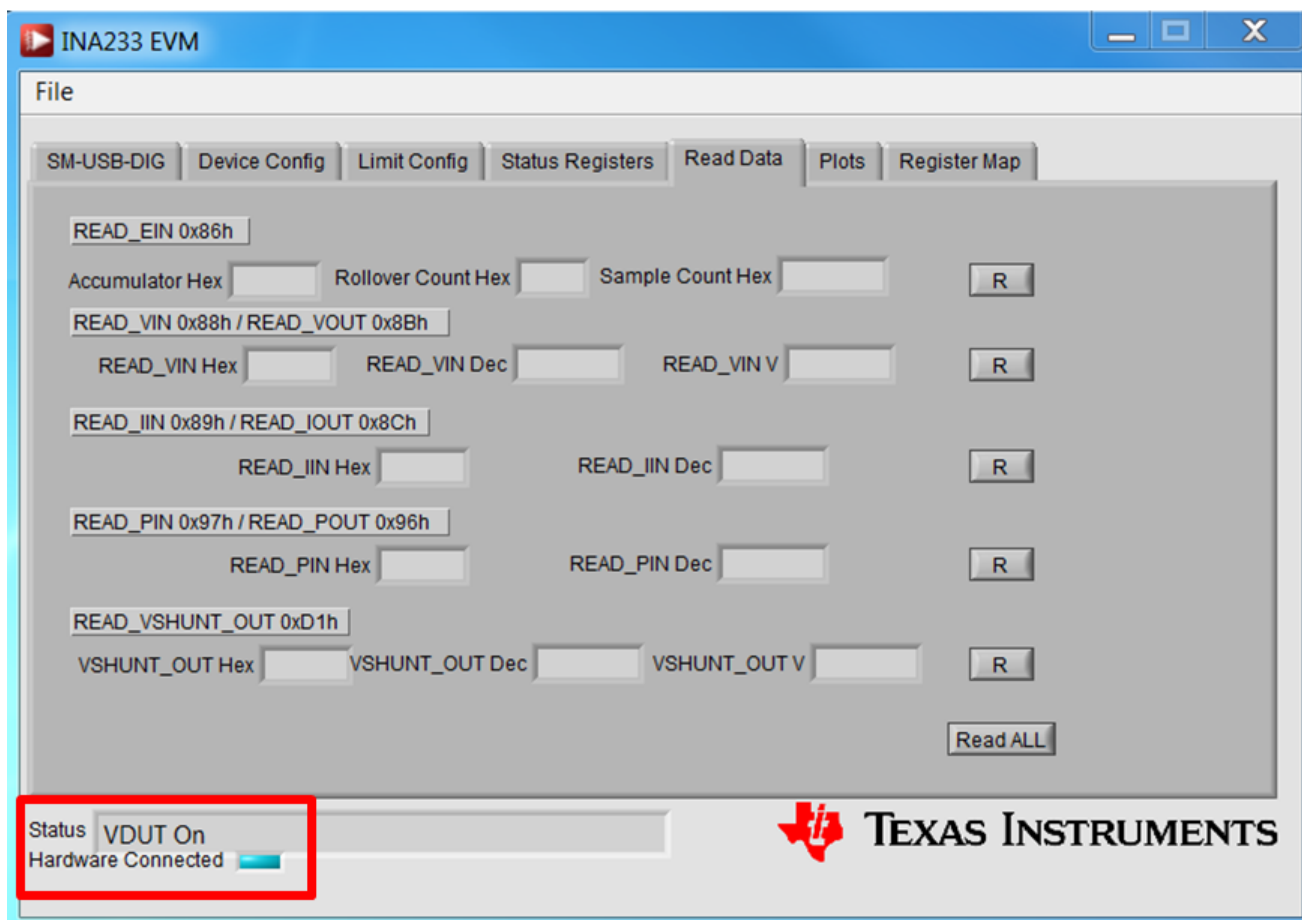 INA233 EVM
File
SM-USB-DIG Device Config Limit Config Status Registers Read Data Plots Register Map
READ_EIN 0x86h
Accumulator Hex Rollover Count Hex Sample Count Hex R
READ_VIN 0x88h / READ_VOUT 0x8Bh
READ_VIN Hex READ_VIN Dec READ_VIN V R
READ_IIN 0x89h / READ_IOUT 0x8Ch
READ_IIN Hex READ_IIN Dec R
READ_PIN 0x97h / READ_POUT 0x96h
READ_PIN Hex READ_PIN Dec R
READ_VSHUNT_OUT 0xD1h
VSHUNT_OUT Hex VSHUNT_OUT Dec VSHUNT_OUT V R
Read ALL
Status VDUT On
Hardware Connected
TEXAS INSTRUMENTS